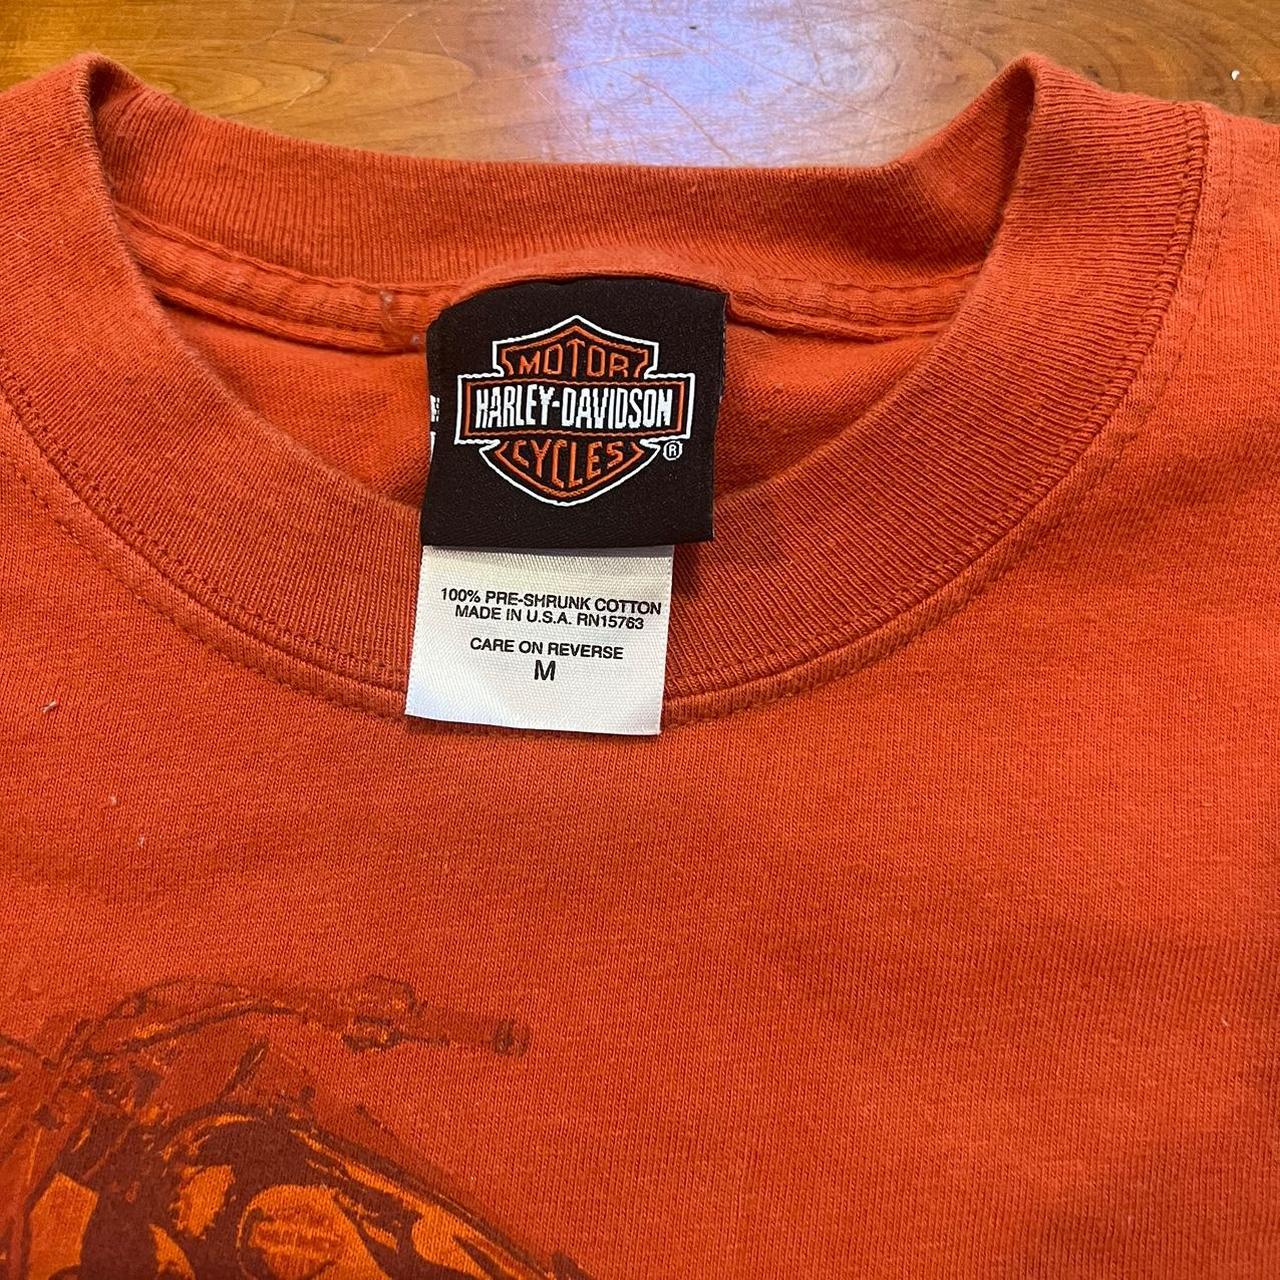 MOTOR
HARLEY-DAVIDSON
CYCLES
®
100% PRE-SHRUNK COTTON
MADE IN U.S.A. RN15763
CARE ON REVERSE
M